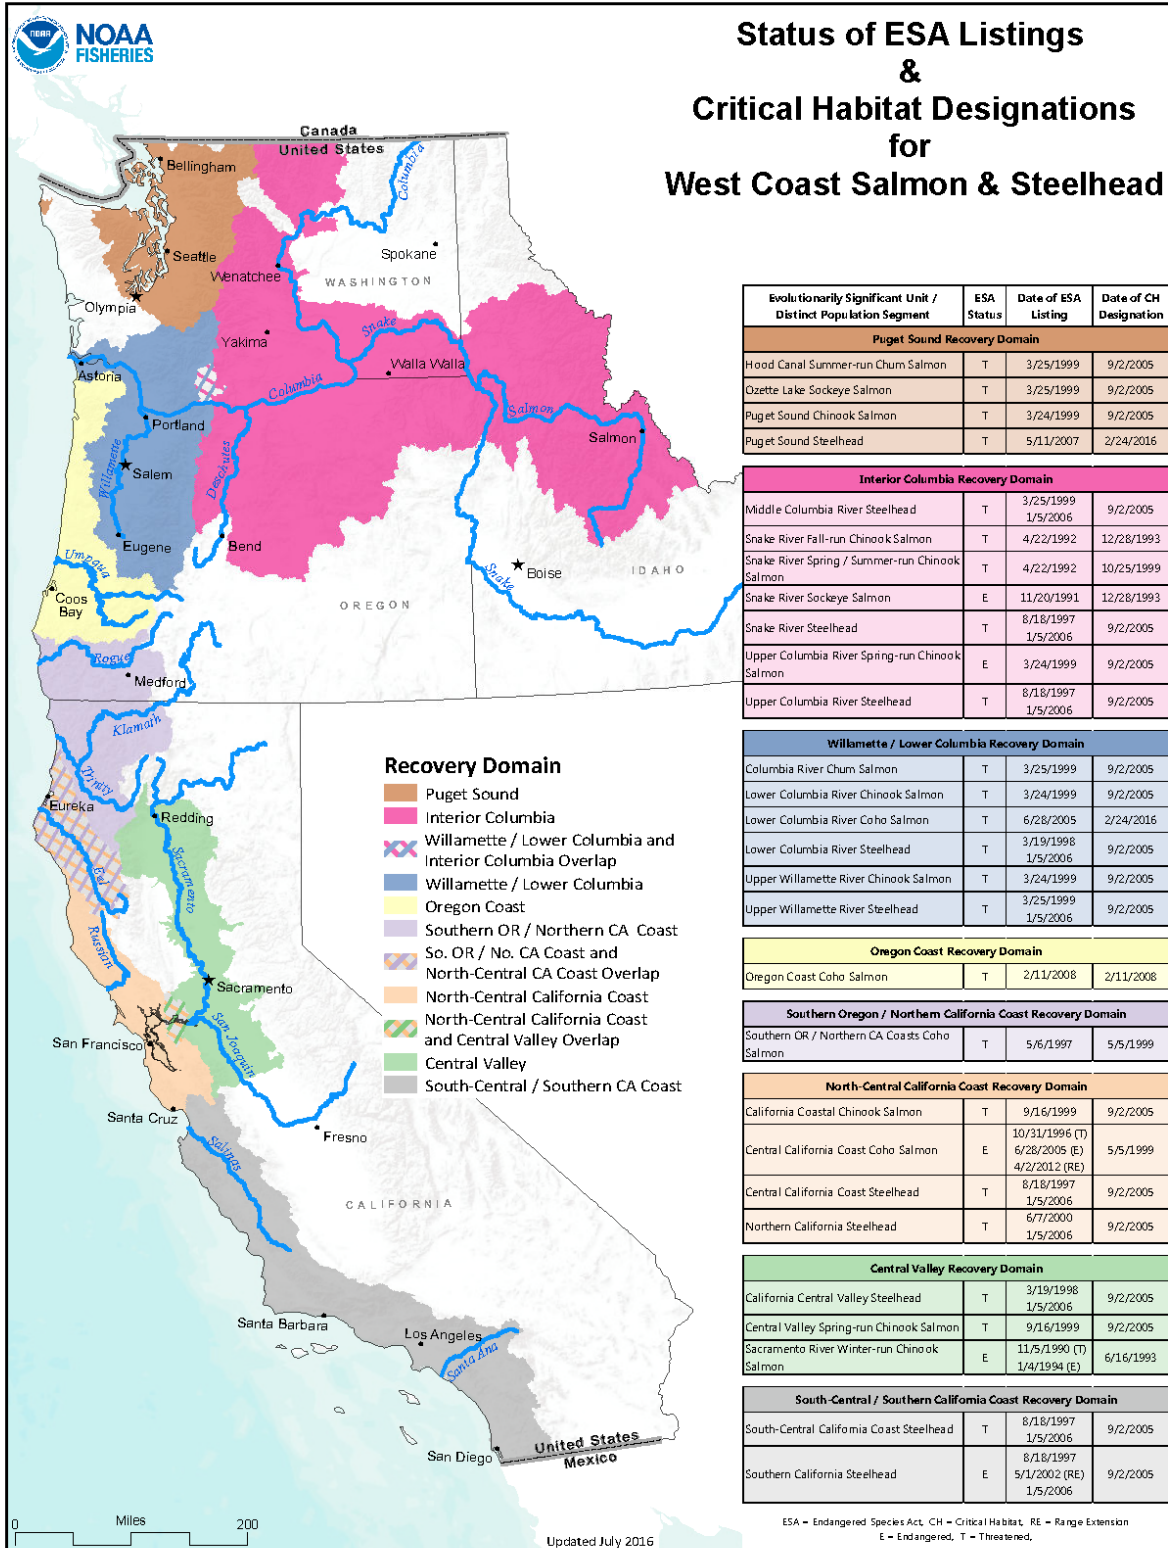 NOAA
NOAA
FISHERIES
Status of ESA Listings
&
Critical Habitat Designations
for
West Coast Salmon & Steelhead
Canada
United States
Bellingham
Columbia
Seattle
Spokane
Wenatchee
WASHINGTON
Olympia
Yakima
Snake
Walla Walla
Astoria
Columbia
Portland
Salmon
Salmon
Willamette
Salem
Deschutes
Eugene
Bend
Umpqua
Boise
IDAHO
Snake
Coos
Bay
OREGON
Rogue
Medford
Klamath
Trinity
Eureka
Redding
Sacramento
Eel
Russian
Sacramento
San Joaquin
San Francisco
Santa Cruz
Fresno
Salinas
CALIFORNIA
Santa Barbara
Los Angeles
Santa Ana
San Diego
United States
Mexico
Recovery Domain
Puget Sound
Interior Columbia
Willamette / Lower Columbia and
Interior Columbia Overlap
Willamette / Lower Columbia
Oregon Coast
Southern OR / Northern CA Coast
So. OR / No. CA Coast and
North-Central CA Coast Overlap
North-Central California Coast
North-Central California Coast
and Central Valley Overlap
Central Valley
South-Central / Southern CA Coast
Evolutionarily Significant Unit / ESA Date of ESA Date of CH
Distinct Population Segment Status Listing Designation
Puget Sound Recovery Domain
Hood Canal Summer-run Chum Salmon T 3/25/1999 9/2/2005
Ozette Lake Sockeye Salmon T 3/25/1999 9/2/2005
Puget Sound Chinook Salmon T 3/24/1999 9/2/2005
Puget Sound Steelhead T 5/11/2007 2/24/2016
Interior Columbia Recovery Domain
Middle Columbia River Steelhead T 3/25/1999 9/2/2005
1/5/2006
Snake River Fall-run Chinook Salmon T 4/22/1992 12/28/1993
Snake River Spring / Summer-run Chinook T 4/22/1992 10/25/1999
Salmon
Snake River Sockeye Salmon E 11/20/1991 12/28/1993
Snake River Steelhead T 8/18/1997 9/2/2005
1/5/2006
Upper Columbia River Spring-run Chinook E 3/24/1999 9/2/2005
Salmon
Upper Columbia River Steelhead T 8/18/1997 9/2/2005
1/5/2006
Willamette / Lower Columbia Recovery Domain
Columbia River Chum Salmon T 3/25/1999 9/2/2005
Lower Columbia River Chinook Salmon T 3/24/1999 9/2/2005
Lower Columbia River Coho Salmon T 6/28/2005 2/24/2016
Lower Columbia River Steelhead T 3/19/1998 9/2/2005
1/5/2006
Upper Willamette River Chinook Salmon T 3/24/1999 9/2/2005
Upper Willamette River Steelhead T 3/25/1999 9/2/2005
1/5/2006
Oregon Coast Recovery Domain
Oregon Coast Coho Salmon T 2/11/2008 2/11/2008
Southern Oregon / Northern California Coast Recovery Domain
Southern OR / Northern CA Coasts Coho T 5/6/1997 5/5/1999
Salmon
North-Central California Coast Recovery Domain
California Coastal Chinook Salmon T 9/16/1999 9/2/2005
10/31/1996 (T)
Central California Coast Coho Salmon E 6/28/2005 (E) 5/5/1999
4/2/2012 (RE)
Central California Coast Steelhead T 8/18/1997 9/2/2005
1/5/2006
Northern California Steelhead T 6/7/2000 9/2/2005
1/5/2006
Central Valley Recovery Domain
California Central Valley Steelhead T 3/19/1998 9/2/2005
1/5/2006
Central Valley Spring-run Chinook Salmon T 9/16/1999 9/2/2005
Sacramento River Winter-run Chinook E 11/5/1990 (T) 6/16/1993
Salmon 1/4/1994 (E)
South-Central / Southern California Coast Recovery Domain
South-Central California Coast Steelhead T 8/18/1997 9/2/2005
1/5/2006
8/18/1997
Southern California Steelhead E 5/1/2002 (RE) 9/2/2005
1/5/2006
ESA = Endangered Species Act, CH = Critical Habitat, RE = Range Extension
E = Endangered, T = Threatened,
0 Miles 200
Updated July 2016